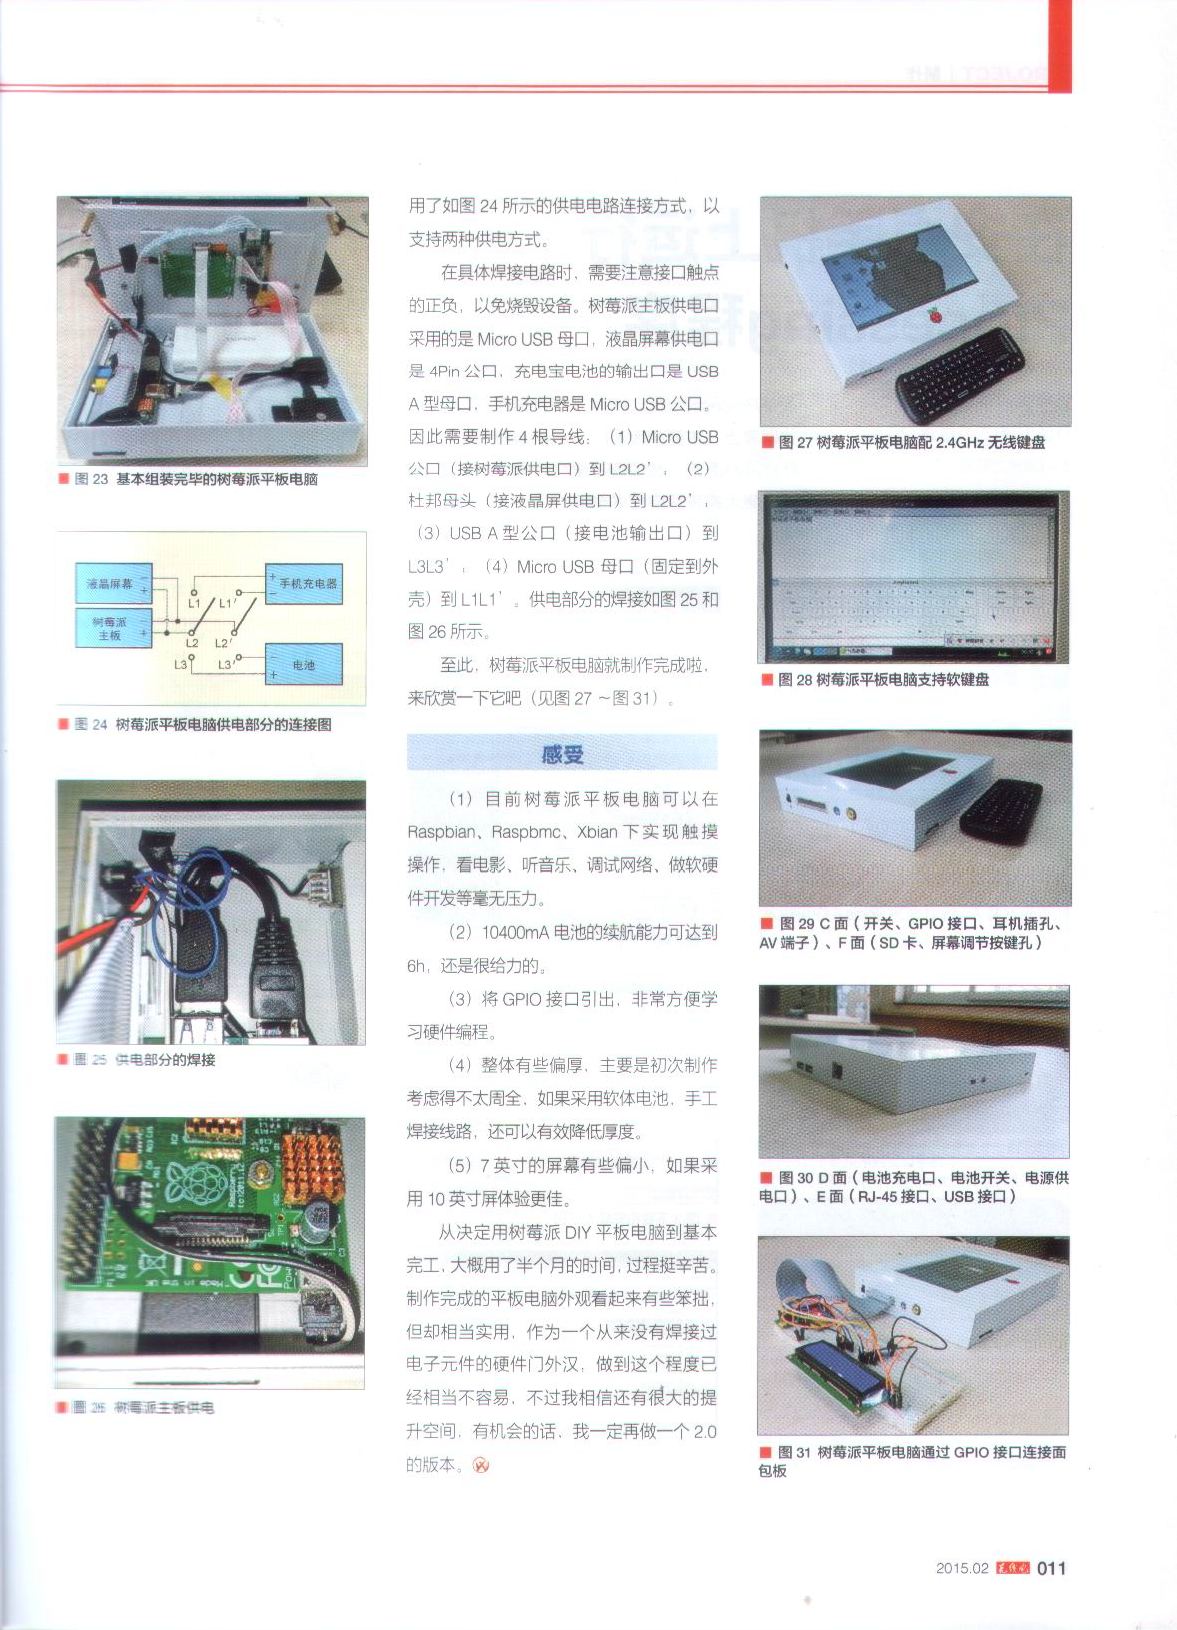 图 23 基本组装完毕的树莓派平板电脑
液晶屏幕
树莓派
主板
手机充电器
电池
L1 L1′
L2 L2′
L3 L3′
图 24 树莓派平板电脑供电部分的连接图
图 25 供电部分的焊接
图 26 树莓派主板供电
用了如图 24 所示的供电电路连接方式，以
支持两种供电方式。
在具体焊接电路时，需要注意接口触点
的正负，以免烧毁设备。树莓派主板供电口
采用的是 Micro USB 母口，液晶屏幕供电口
是 4Pin 公口，充电宝电池的输出口是 USB
A 型母口，手机充电器是 Micro USB 公口。
因此需要制作 4 根导线：（1）Micro USB
公口（接树莓派供电口）到 L2L2’；（2）
杜邦母头（接液晶屏供电口）到 L2L2’；
（3）USB A 型公口（接电池输出口）到
L3L3’；（4）Micro USB 母口（固定到外
壳）到 L1L1’。供电部分的焊接如图 25 和
图 26 所示。
至此，树莓派平板电脑就制作完成啦，
来欣赏一下它吧（见图 27 ～图 31）。
感受
（1）目前树莓派平板电脑可以在
Raspbian、Raspbmc、Xbian 下实现触摸
操作，看电影、听音乐、调试网络、做软硬
件开发等毫无压力。
（2）10400mA 电池的续航能力可达到
6h，还是很给力的。
（3）将 GPIO 接口引出，非常方便学
习硬件编程。
（4）整体有些偏厚，主要是初次制作
考虑得不太周全，如果采用软体电池，手工
焊接线路，还可以有效降低厚度。
（5）7 英寸的屏幕有些偏小，如果采
用 10 英寸屏体验更佳。
从决定用树莓派 DIY 平板电脑到基本
完工，大概用了半个月的时间，过程挺辛苦。
制作完成的平板电脑外观看起来有些笨拙，
但却相当实用，作为一个从来没有焊接过
电子元件的硬件门外汉，做到这个程度已
经相当不容易，不过我相信还有很大的提
升空间，有机会的话，我一定再做一个 2.0
的版本。
图 27 树莓派平板电脑配 2.4GHz 无线键盘
图 28 树莓派平板电脑支持软键盘
图 29 C 面（开关、GPIO 接口、耳机插孔、
AV 端子）、F 面（SD 卡、屏幕调节按键孔）
图 30 D 面（电池充电口、电池开关、电源供
电口）、E 面（RJ-45 接口、USB 接口）
图 31 树莓派平板电脑通过 GPIO 接口连接面
包板
2015.02 无线电 011